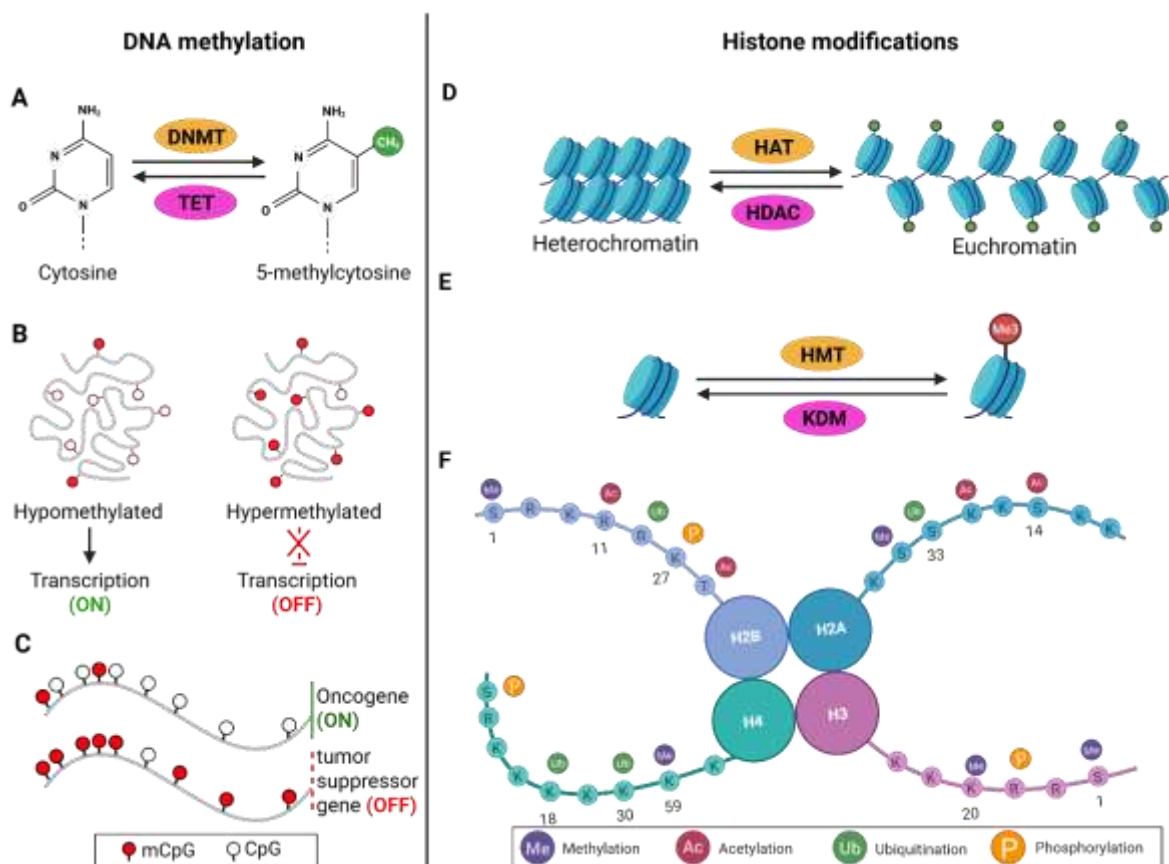 DNA methylation
Histone modifications
A
NH₂
N
O
N
Cytosine
DNMT
TET
NH₂
CH₃
N
O
N
5-methylcytosine
B
Hypomethylated
Hypermethylated
Transcription
(ON)
Transcription
(OFF)
C
Oncogene
(ON)
tumor
suppressor
gene (OFF)
mCpG
CpG
D
HAT
HDAC
Heterochromatin
Euchromatin
E
HMT
KDM
Me3
F
Me
Ac
Ub
P
Ac
S R K R R K T
1
11
27
H2B
Me
Ub
Ac
Ac
K S S K K S K K
33
14
H2A
P
Ub
Ub
Me
S R K K K K K K K
18
30
59
H4
H3
Me
P
Me
K K K R R S
20
1
Me Methylation
Ac Acetylation
Ub Ubiquitination
P Phosphorylation